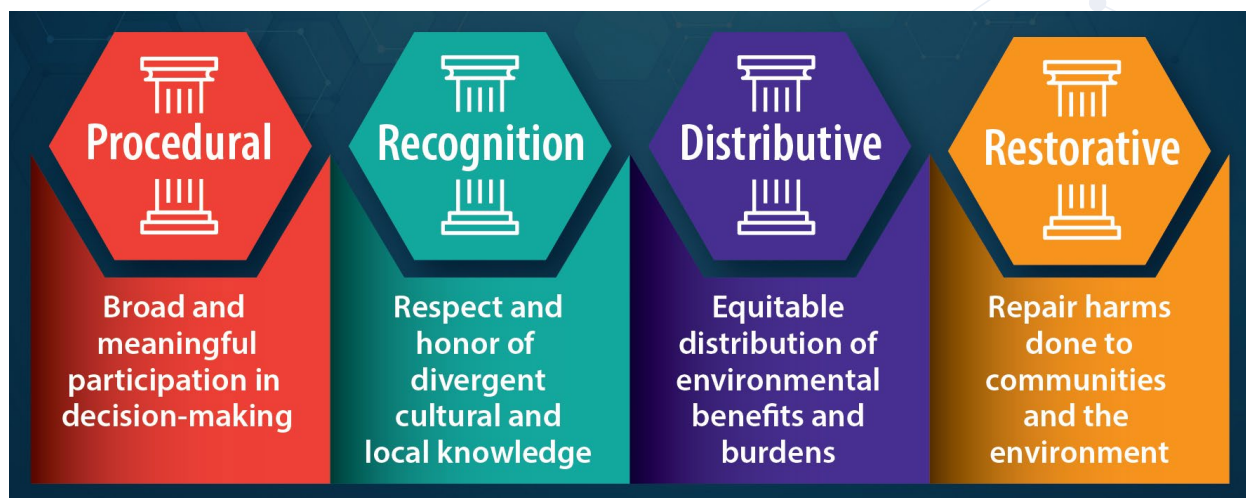 Procedural
Broad and
meaningful
participation in
decision-making
Recognition
Respect and
honor of
divergent
cultural and
local knowledge
Distributive
Equitable
distribution of
environmental
benefits and
burdens
Restorative
Repair harms
done to
communities
and the
environment